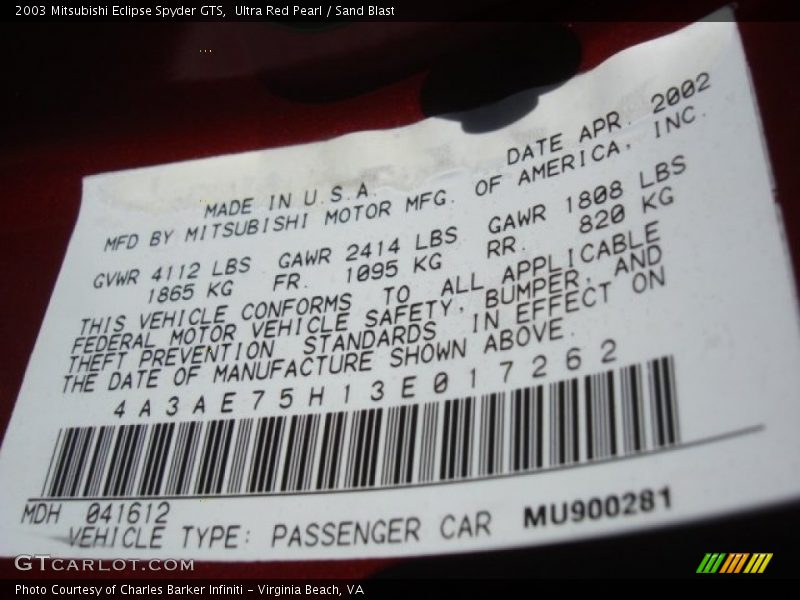 2003 Mitsubishi Eclipse Spyder GTS,  Ultra Red Pearl / Sand Blast
DATE APR. 2002
MADE IN U.S.A.
MFD BY MITSUBISHI MOTOR MFG. OF AMERICA, INC.
GVWR 4112 LBS GAWR 2414 LBS GAWR 1808 LBS
1865 KG FR. 1095 KG RR. 820 KG
THIS VEHICLE CONFORMS TO ALL APPLICABLE
FEDERAL MOTOR VEHICLE SAFETY, BUMPER, AND
THEFT PREVENTION STANDARDS IN EFFECT ON
THE DATE OF MANUFACTURE SHOWN ABOVE.
4A3AE75H13E017262
MDH 041612
VEHICLE TYPE: PASSENGER CAR MU900281
GTCARLOT.COM
Photo Courtesy of Charles Barker Infiniti - Virginia Beach, VA